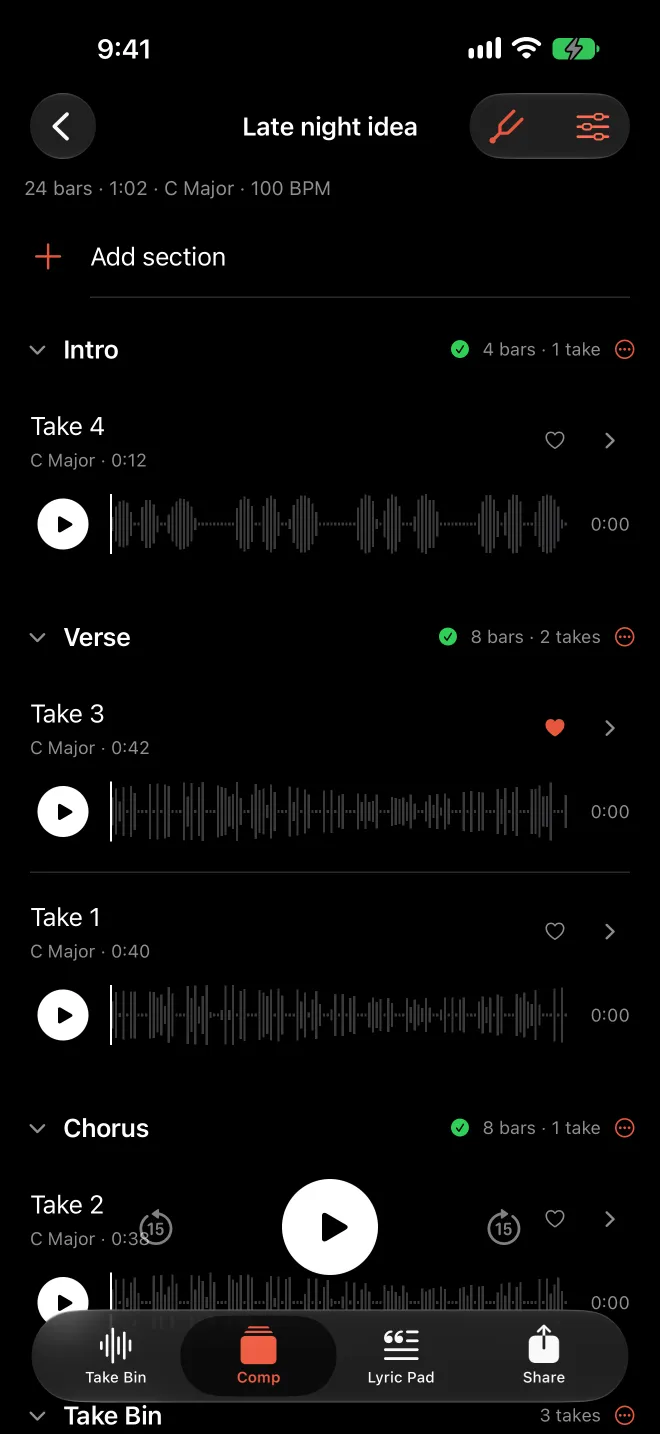 9:41
Late night idea
24 bars · 1:02 · C Major · 100 BPM
Add section
Intro
4 bars · 1 take
Take 4
C Major · 0:12
0:00
Verse
8 bars · 2 takes
Take 3
C Major · 0:42
0:00
Take 1
C Major · 0:40
0:00
Chorus
8 bars · 1 take
Take 2
C Major · 0:38
15
15
0:00
Take Bin
Comp
Lyric Pad
Share
Take Bin
3 takes